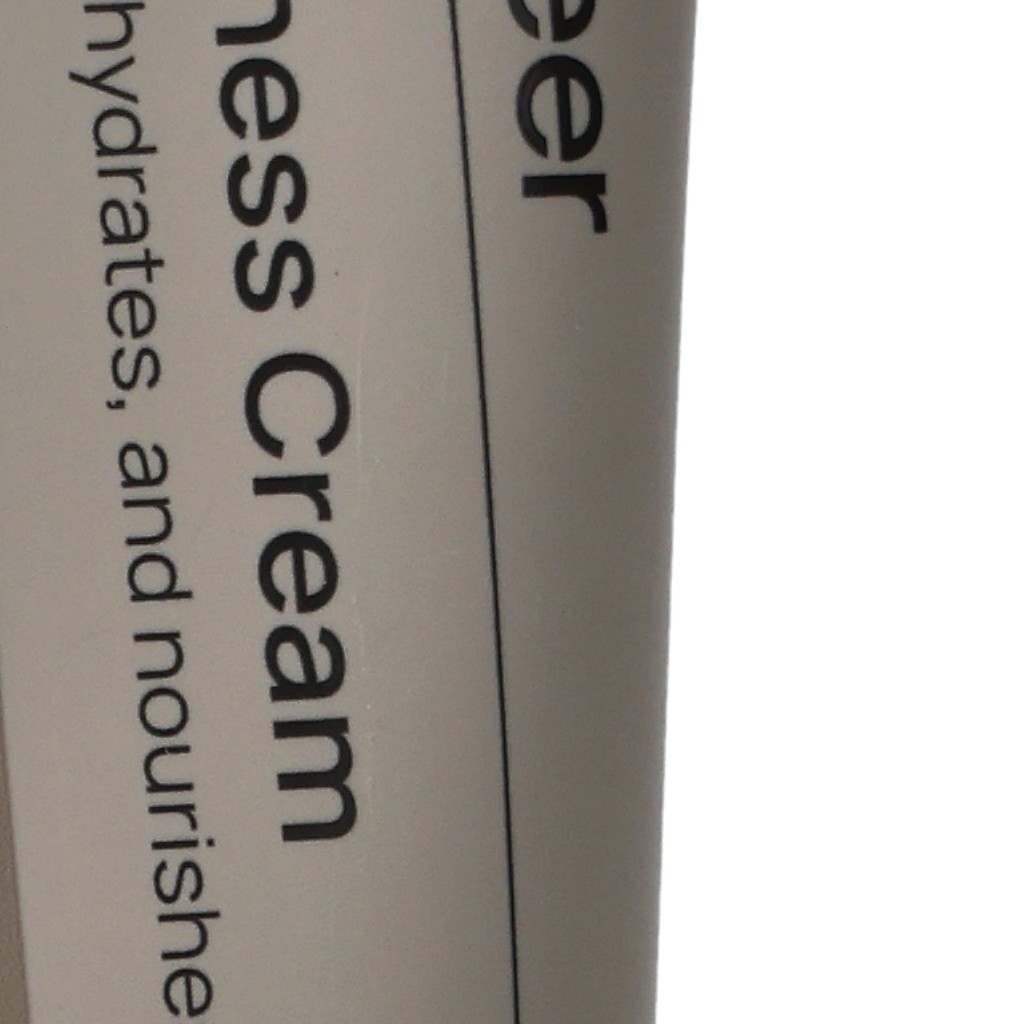 eer
ness Cream
hydrates, and nourishe